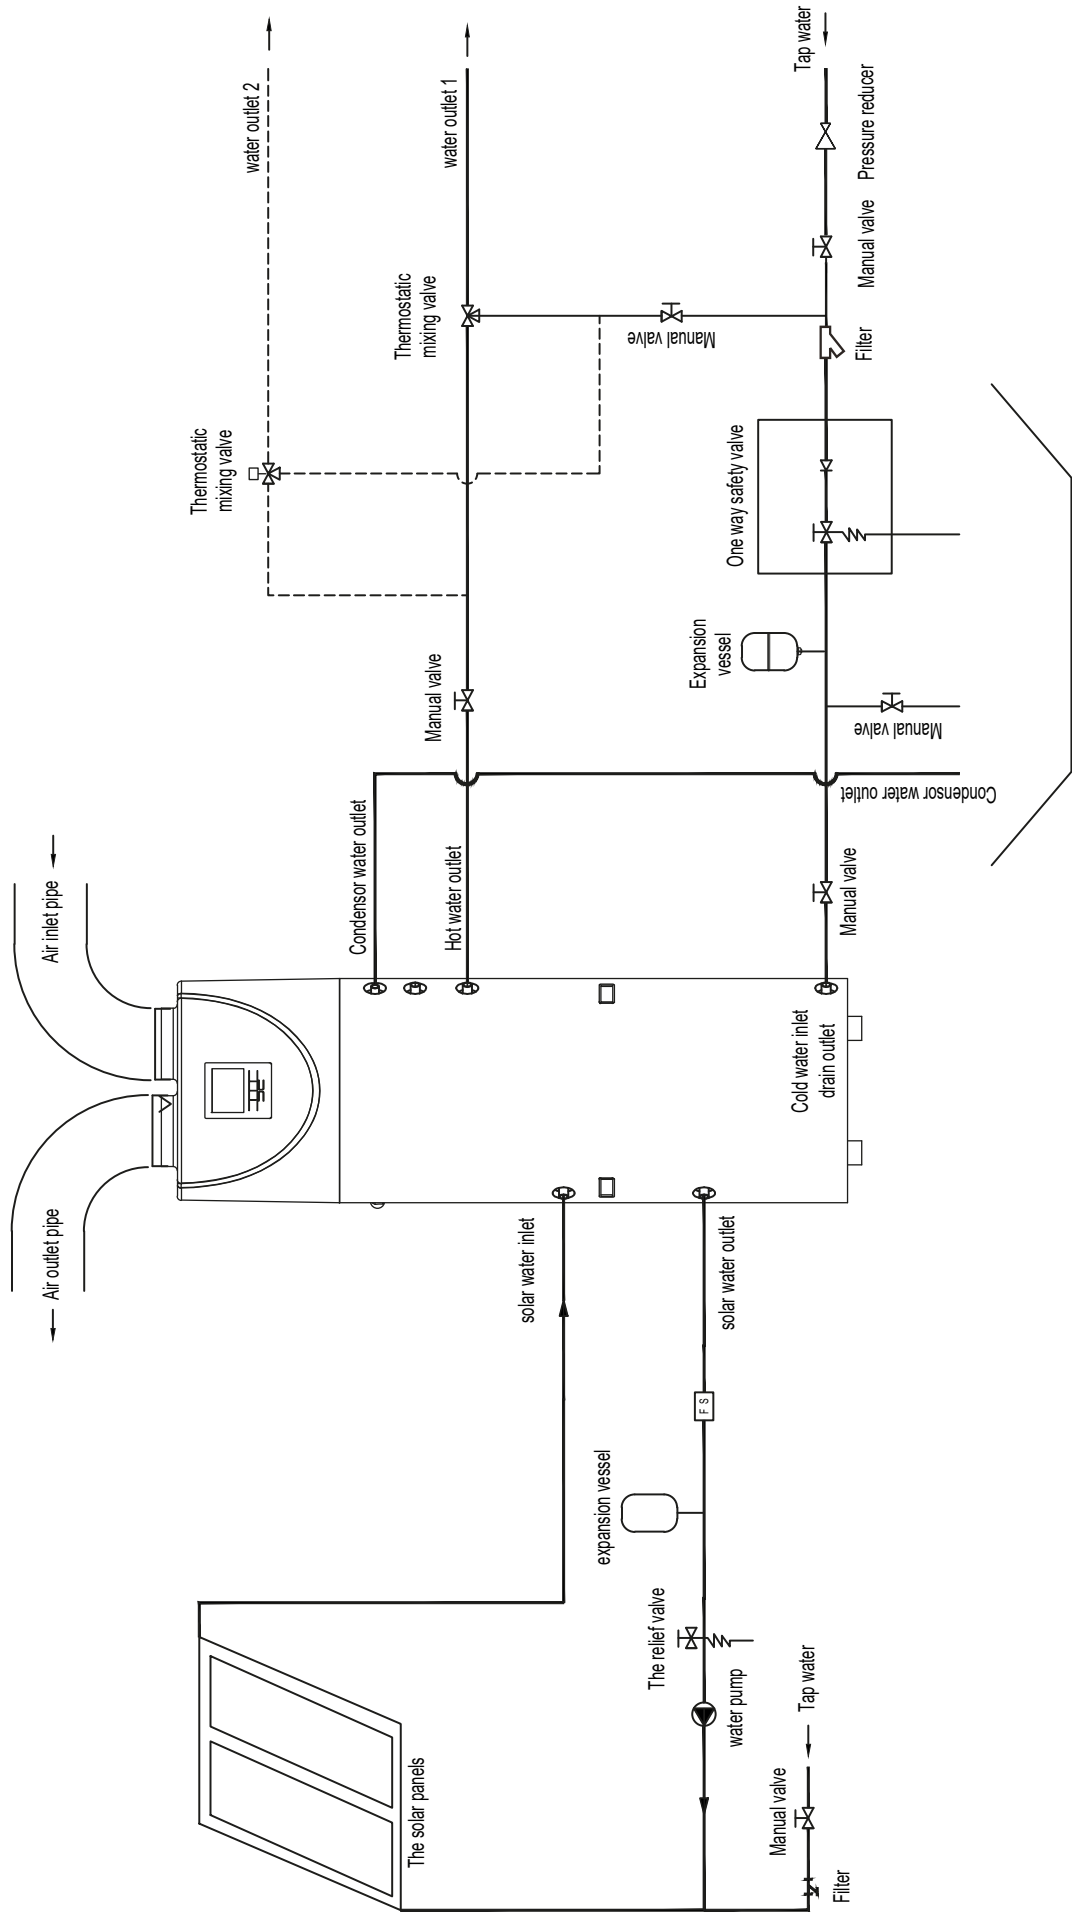 Air outlet pipe
Air inlet pipe
water outlet 2
Thermostatic
mixing valve
water outlet 1
Thermostatic
mixing valve
Tap water
Pressure reducer
Manual valve
Manual valve
Filter
One way safety valve
Expansion
vessel
Manual valve
Manual valve
Condensor water outlet
Condensor water outlet
Hot water outlet
Manual valve
Cold water inlet
drain outlet
solar water inlet
solar water outlet
F S
expansion vessel
The relief valve
water pump
The solar panels
Tap water
Manual valve
Filter